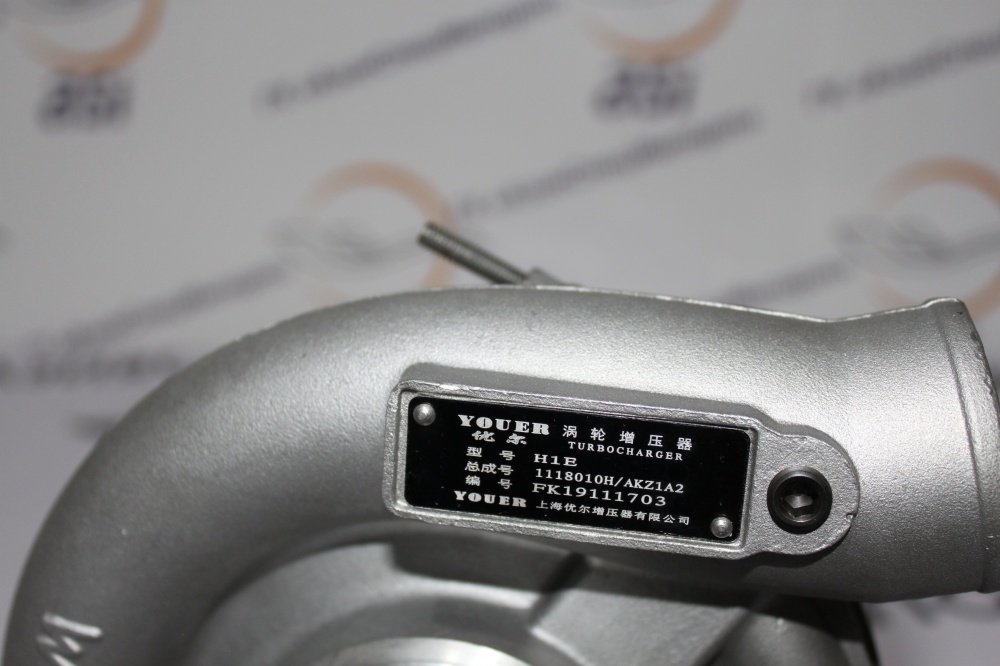 YOUER 涡轮增压器
优尔 TURBOCHARGER
型号 H1E
总成号 1118010H/AKZ1A2
编号 FK19111703
YOUER 上海优尔增压器有限公司